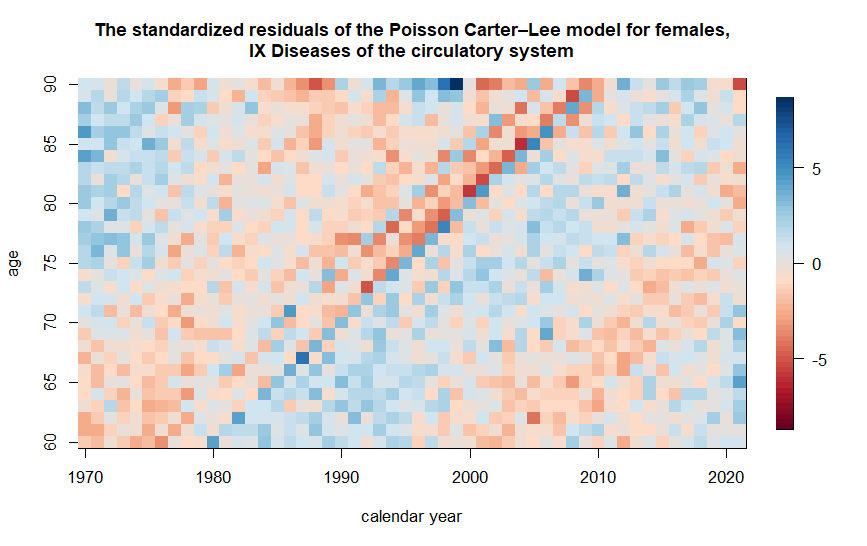 The standardized residuals of the Poisson Carter–Lee model for females,
IX Diseases of the circulatory system
90
85
80
75
70
65
60
age
5
0
-5
1970 1980 1990 2000 2010 2020
calendar year